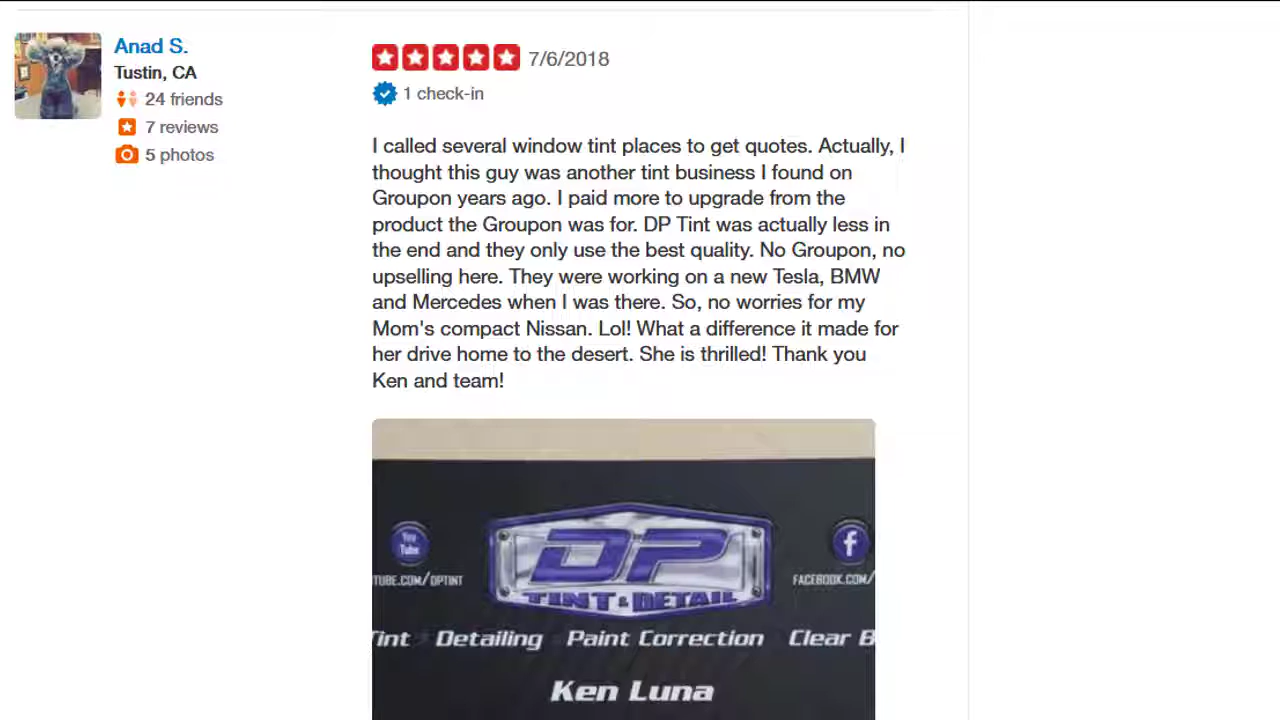 Anad S.
Tustin, CA
24 friends
7 reviews
5 photos
7/6/2018
1 check-in
I called several window tint places to get quotes. Actually, I
thought this guy was another tint business I found on
Groupon years ago. I paid more to upgrade from the
product the Groupon was for. DP Tint was actually less in
the end and they only use the best quality. No Groupon, no
upselling here. They were working on a new Tesla, BMW
and Mercedes when I was there. So, no worries for my
Mom's compact Nissan. Lol! What a difference it made for
her drive home to the desert. She is thrilled! Thank you
Ken and team!
You
Tube
TUBE.COM/DPTINT
DP
TINT & DETAIL
f
FACEBOOK.COM/
Tint Detailing Paint Correction Clear B
Ken Luna